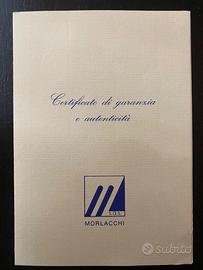 Certificato di garanzia
e autenticità
MORLACCHI
subito